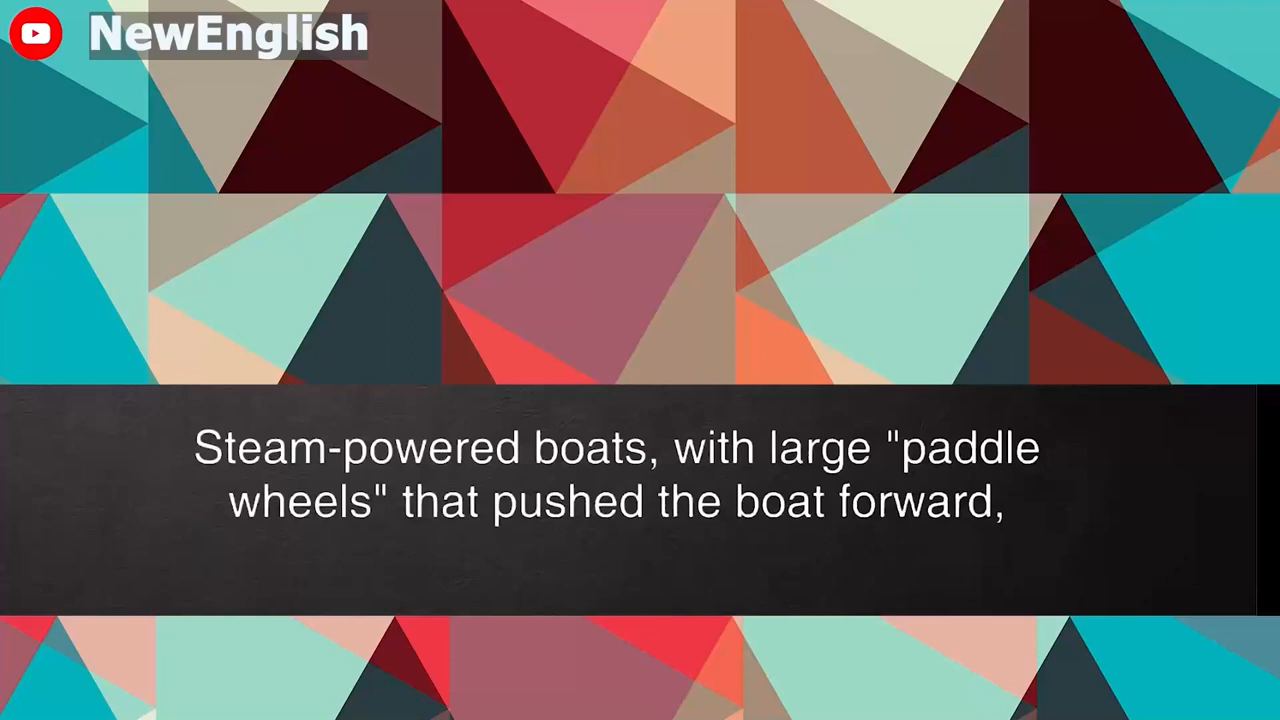 NewEnglish
Steam-powered boats, with large "paddle
wheels" that pushed the boat forward,